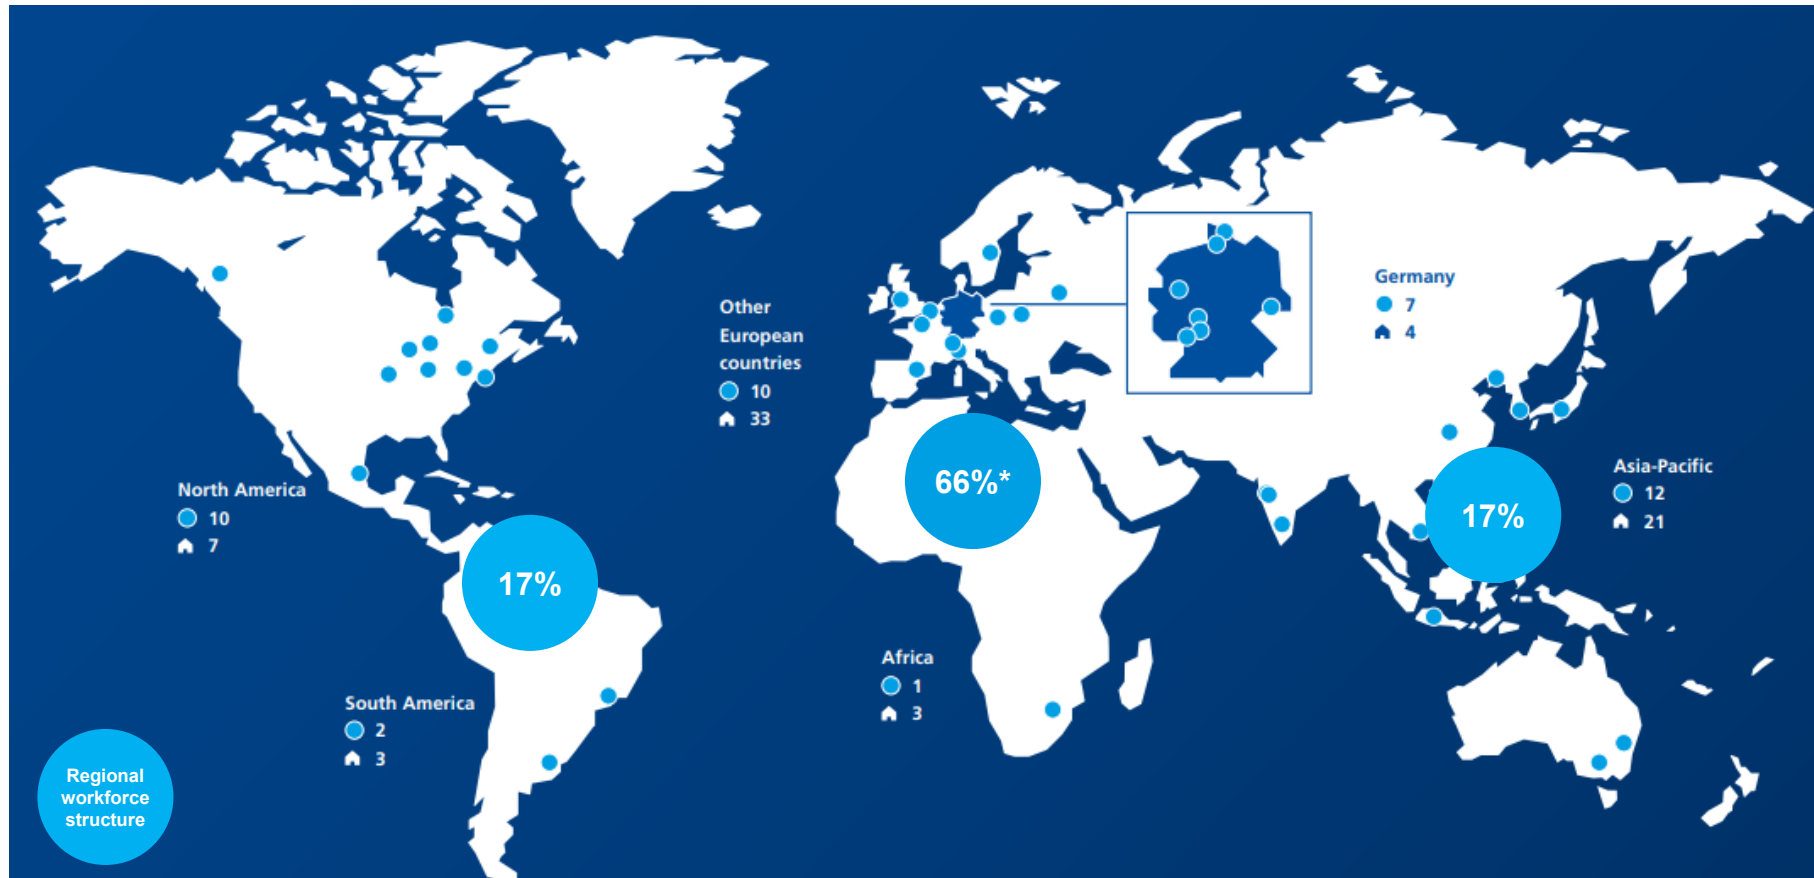 Other
European
countries
10
33
Germany
7
4
North America
10
7
66%*
17%
Asia-Pacific
12
21
17%
South America
2
3
Africa
1
3
Regional
workforce
structure